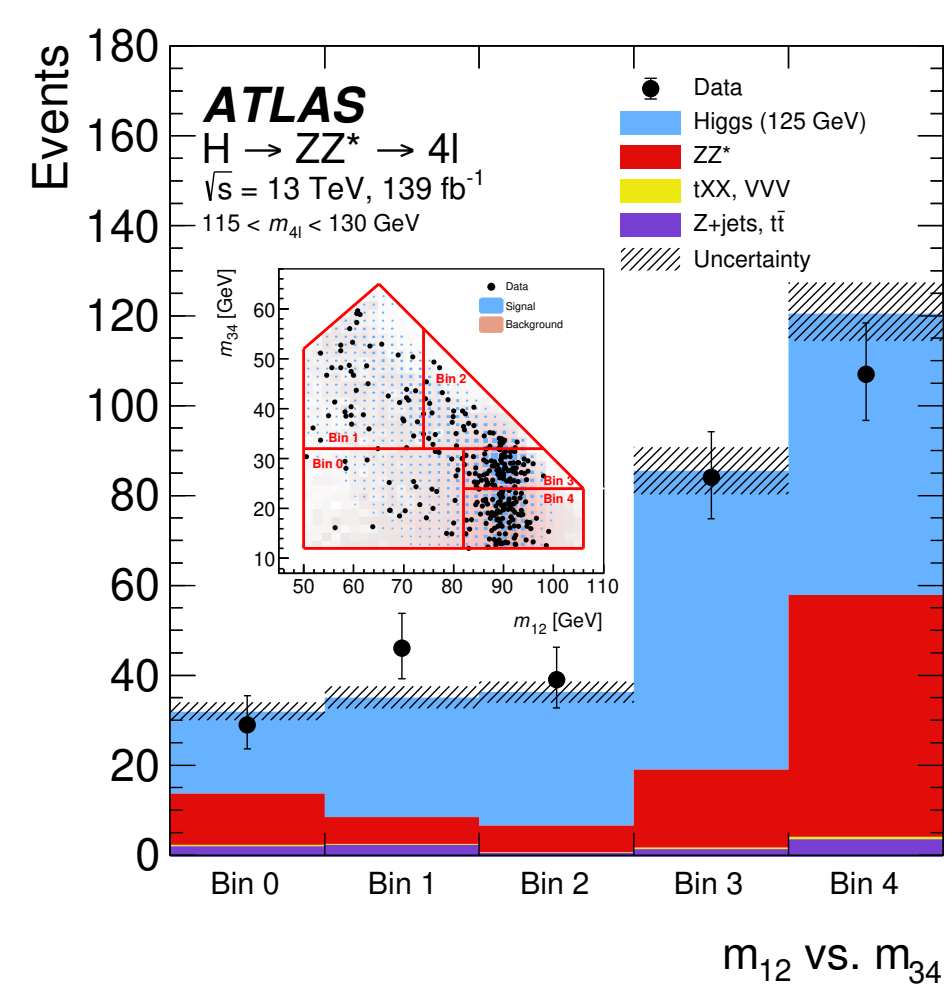 Events
180
160
140
120
100
80
60
40
20
0
ATLAS
H → ZZ* → 4l
√s = 13 TeV, 139 fb⁻¹
115 < m₄ₗ < 130 GeV
Data
Higgs (125 GeV)
ZZ*
tXX, VVV
Z+jets, tt̄
Uncertainty
m₃₄ [GeV]
60
50
40
30
20
10
Data
Signal
Background
Bin 2
Bin 1
Bin 0
Bin 3
Bin 4
50 60 70 80 90 100 110
m₁₂ [GeV]
Bin 0 Bin 1 Bin 2 Bin 3 Bin 4
m₁₂ vs. m₃₄